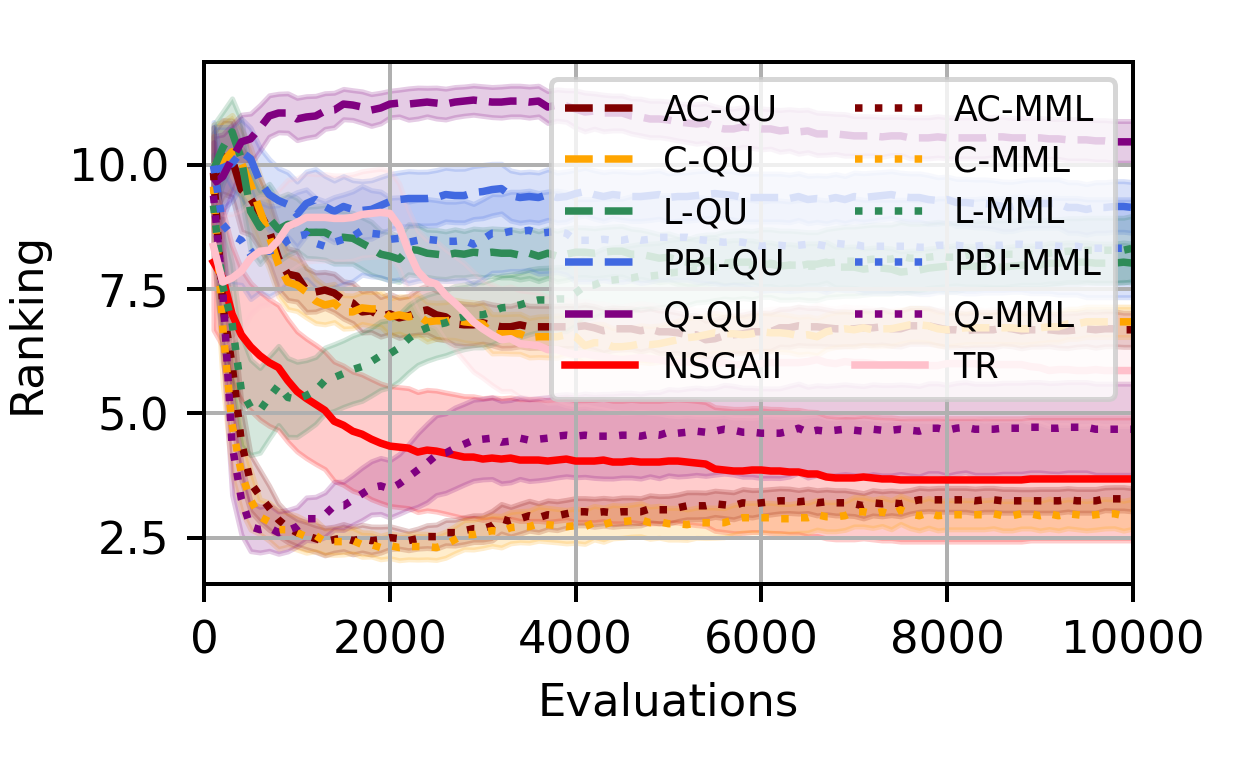 Ranking
10.0
7.5
5.0
2.5
0 2000 4000 6000 8000 10000
Evaluations
AC-QU AC-MML
C-QU C-MML
L-QU L-MML
PBI-QU PBI-MML
Q-QU Q-MML
NSGAII TR